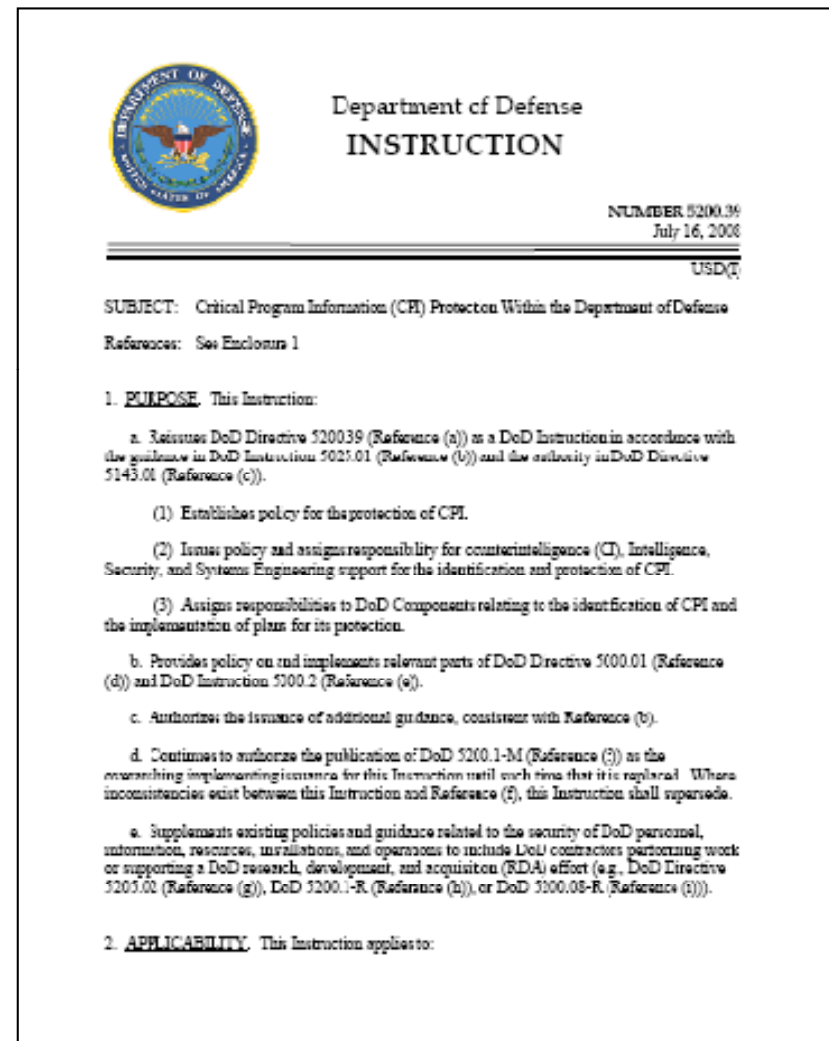 DEPARTMENT OF DEFENSE
UNITED STATES OF AMERICA
Department of Defense
INSTRUCTION
NUMBER 5200.39
July 16, 2008
USD(I)
SUBJECT: Critical Program Information (CPI) Protection Within the Department of Defense
References: See Enclosure 1
1. PURPOSE. This Instruction:
a. Reissues DoD Directive 5200.39 (Reference (a)) as a DoD Instruction in accordance with
the guidance in DoD Instruction 5025.01 (Reference (b)) and the authority in DoD Directive
5143.01 (Reference (c)).
(1) Establishes policy for the protection of CPI.
(2) Issues policy and assigns responsibility for counterintelligence (CI), Intelligence,
Security, and Systems Engineering support for the identification and protection of CPI.
(3) Assigns responsibilities to DoD Components relating to the identification of CPI and
the implementation of plans for its protection.
b. Provides policy on and implements relevant parts of DoD Directive 5000.01 (Reference
(d)) and DoD Instruction 5000.2 (Reference (e)).
c. Authorizes the issuance of additional guidance, consistent with Reference (b).
d. Continues to authorize the publication of DoD 5200.1-M (Reference (f)) as the
overarching implementing issuance for this Instruction until such time that it is replaced. Where
inconsistencies exist between this Instruction and Reference (f), this Instruction shall supersede.
e. Supplements existing policies and guidance related to the security of DoD personnel,
information, resources, installations, and operations to include DoD contractors performing work
or supporting a DoD research, development, and acquisition (RDA) effort (e.g., DoD Directive
5205.02 (Reference (g)), DoD 5200.1-R (Reference (h)), or DoD 5200.08-R (Reference (i))).
2. APPLICABILITY. This Instruction applies to: